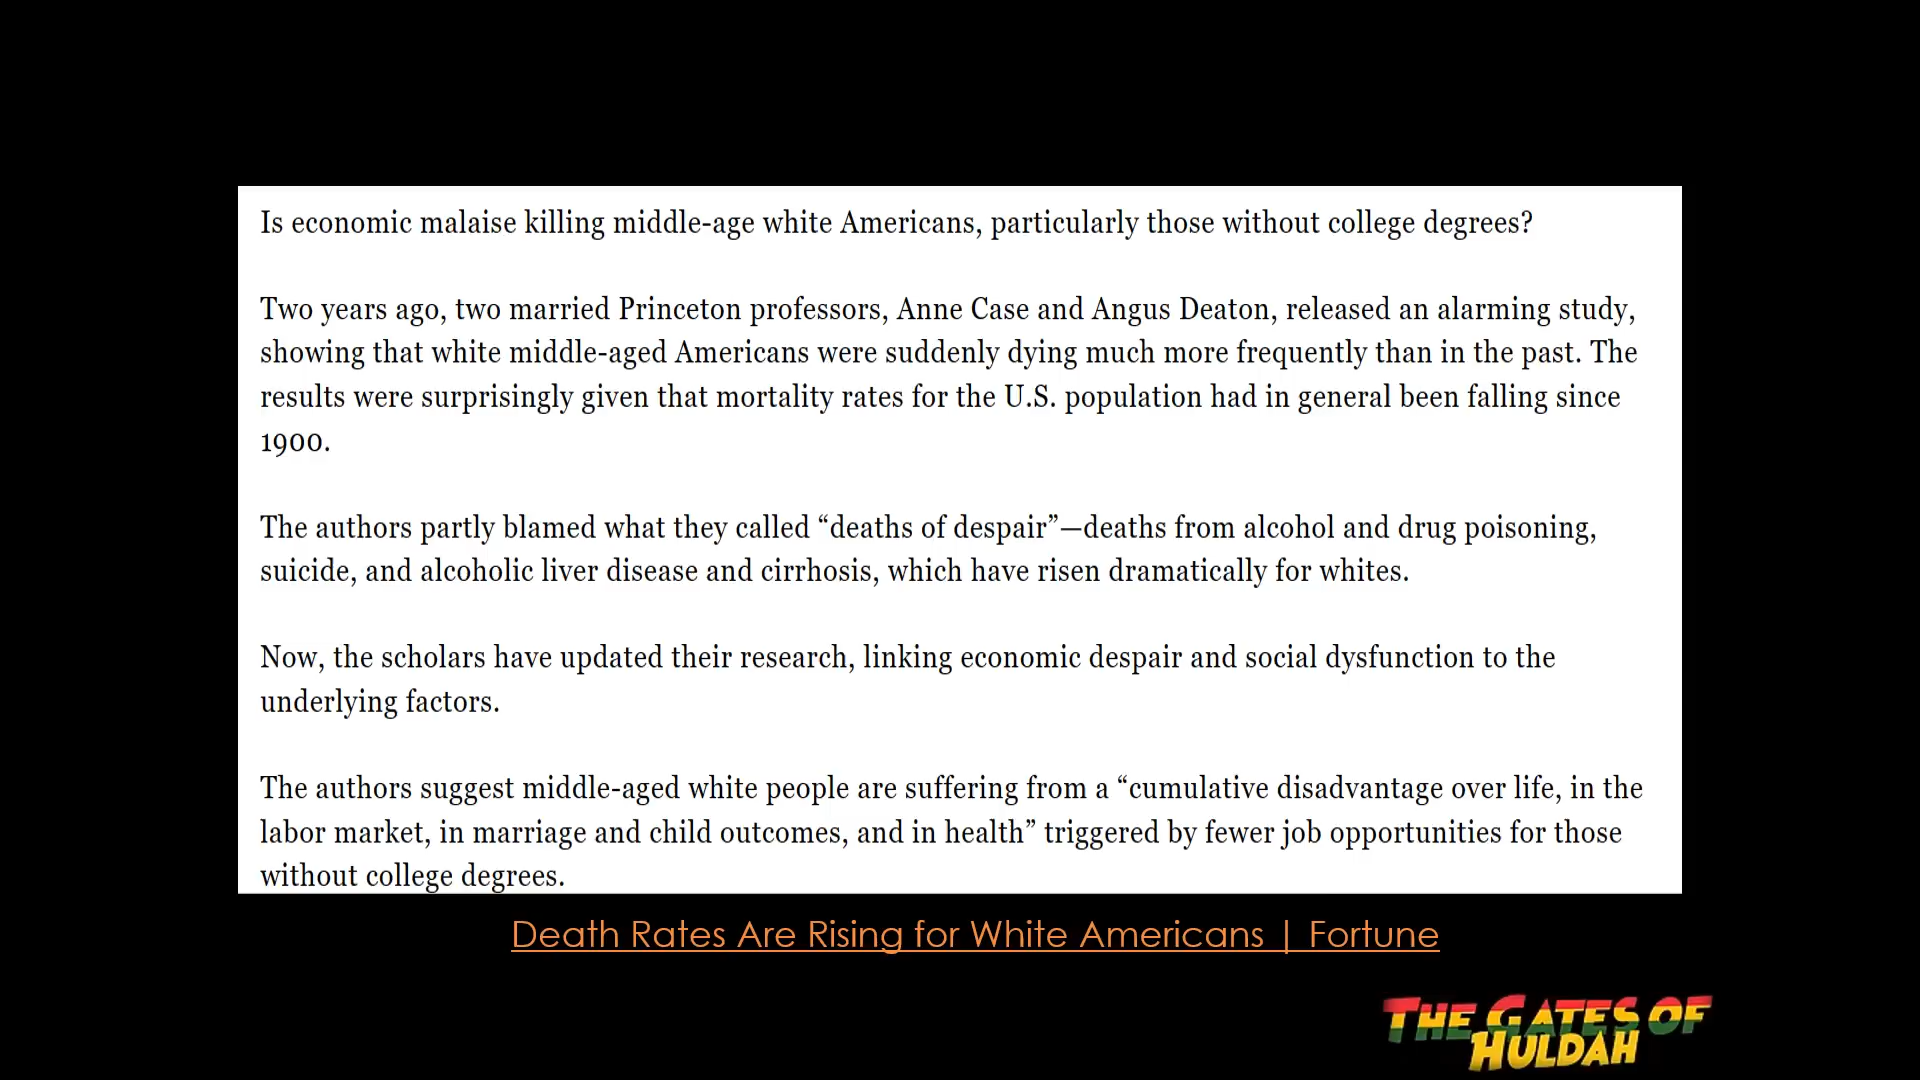 Is economic malaise killing middle-age white Americans, particularly those without college degrees?
Two years ago, two married Princeton professors, Anne Case and Angus Deaton, released an alarming study,
showing that white middle-aged Americans were suddenly dying much more frequently than in the past. The
results were surprisingly given that mortality rates for the U.S. population had in general been falling since
1900.
The authors partly blamed what they called “deaths of despair”—deaths from alcohol and drug poisoning,
suicide, and alcoholic liver disease and cirrhosis, which have risen dramatically for whites.
Now, the scholars have updated their research, linking economic despair and social dysfunction to the
underlying factors.
The authors suggest middle-aged white people are suffering from a “cumulative disadvantage over life, in the
labor market, in marriage and child outcomes, and in health” triggered by fewer job opportunities for those
without college degrees.
Death Rates Are Rising for White Americans | Fortune
THE GATES OF
HULDAH